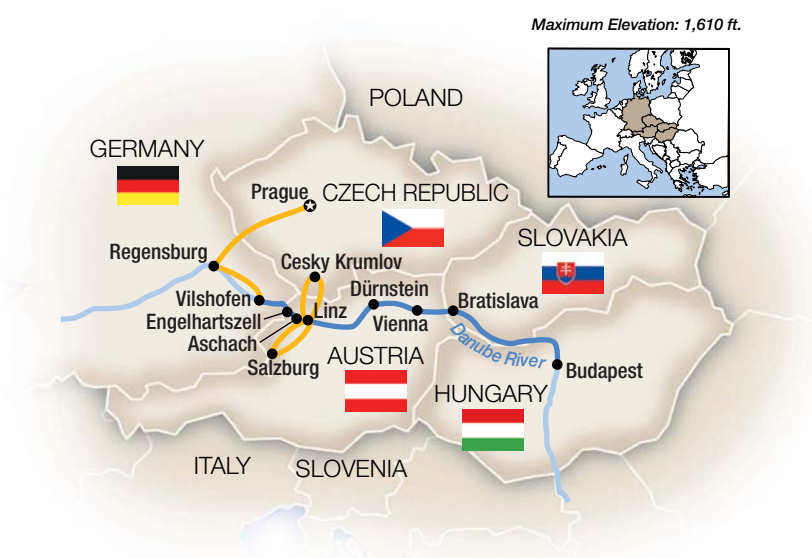 Maximum Elevation: 1,610 ft.
POLAND
GERMANY
Prague
CZECH REPUBLIC
SLOVAKIA
Regensburg
Cesky Krumlov
Dürnstein
Bratislava
Vilshofen
Engelhartszell
Linz
Vienna
Aschach
Danube River
Salzburg
AUSTRIA
Budapest
HUNGARY
ITALY
SLOVENIA